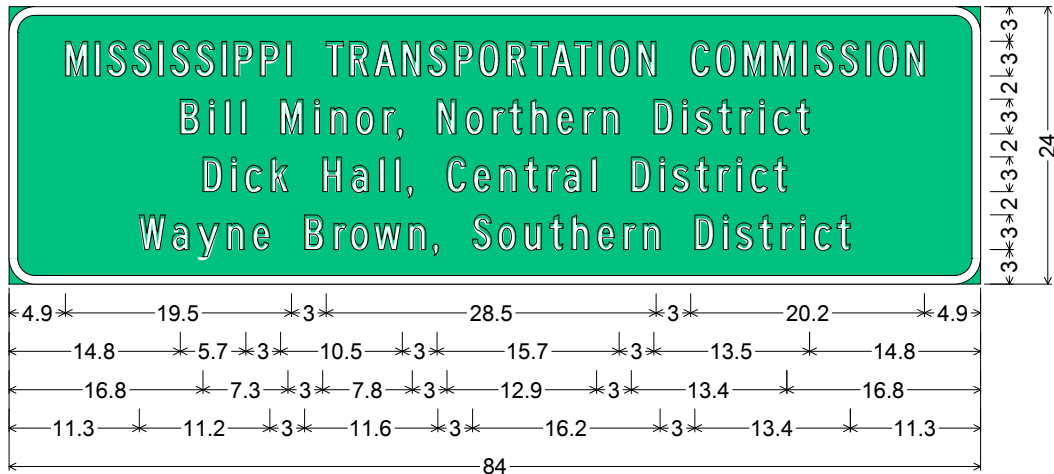 MISSISSIPPI TRANSPORTATION COMMISSION
Bill Minor, Northern District
Dick Hall, Central District
Wayne Brown, Southern District
3
3
2
3
2
3
2
3
3
24
4.9 19.5 3 28.5 3 20.2 4.9
14.8 5.7 3 10.5 3 15.7 3 13.5 14.8
16.8 7.3 3 7.8 3 12.9 3 13.4 16.8
11.3 11.2 3 11.6 3 16.2 3 13.4 11.3
84